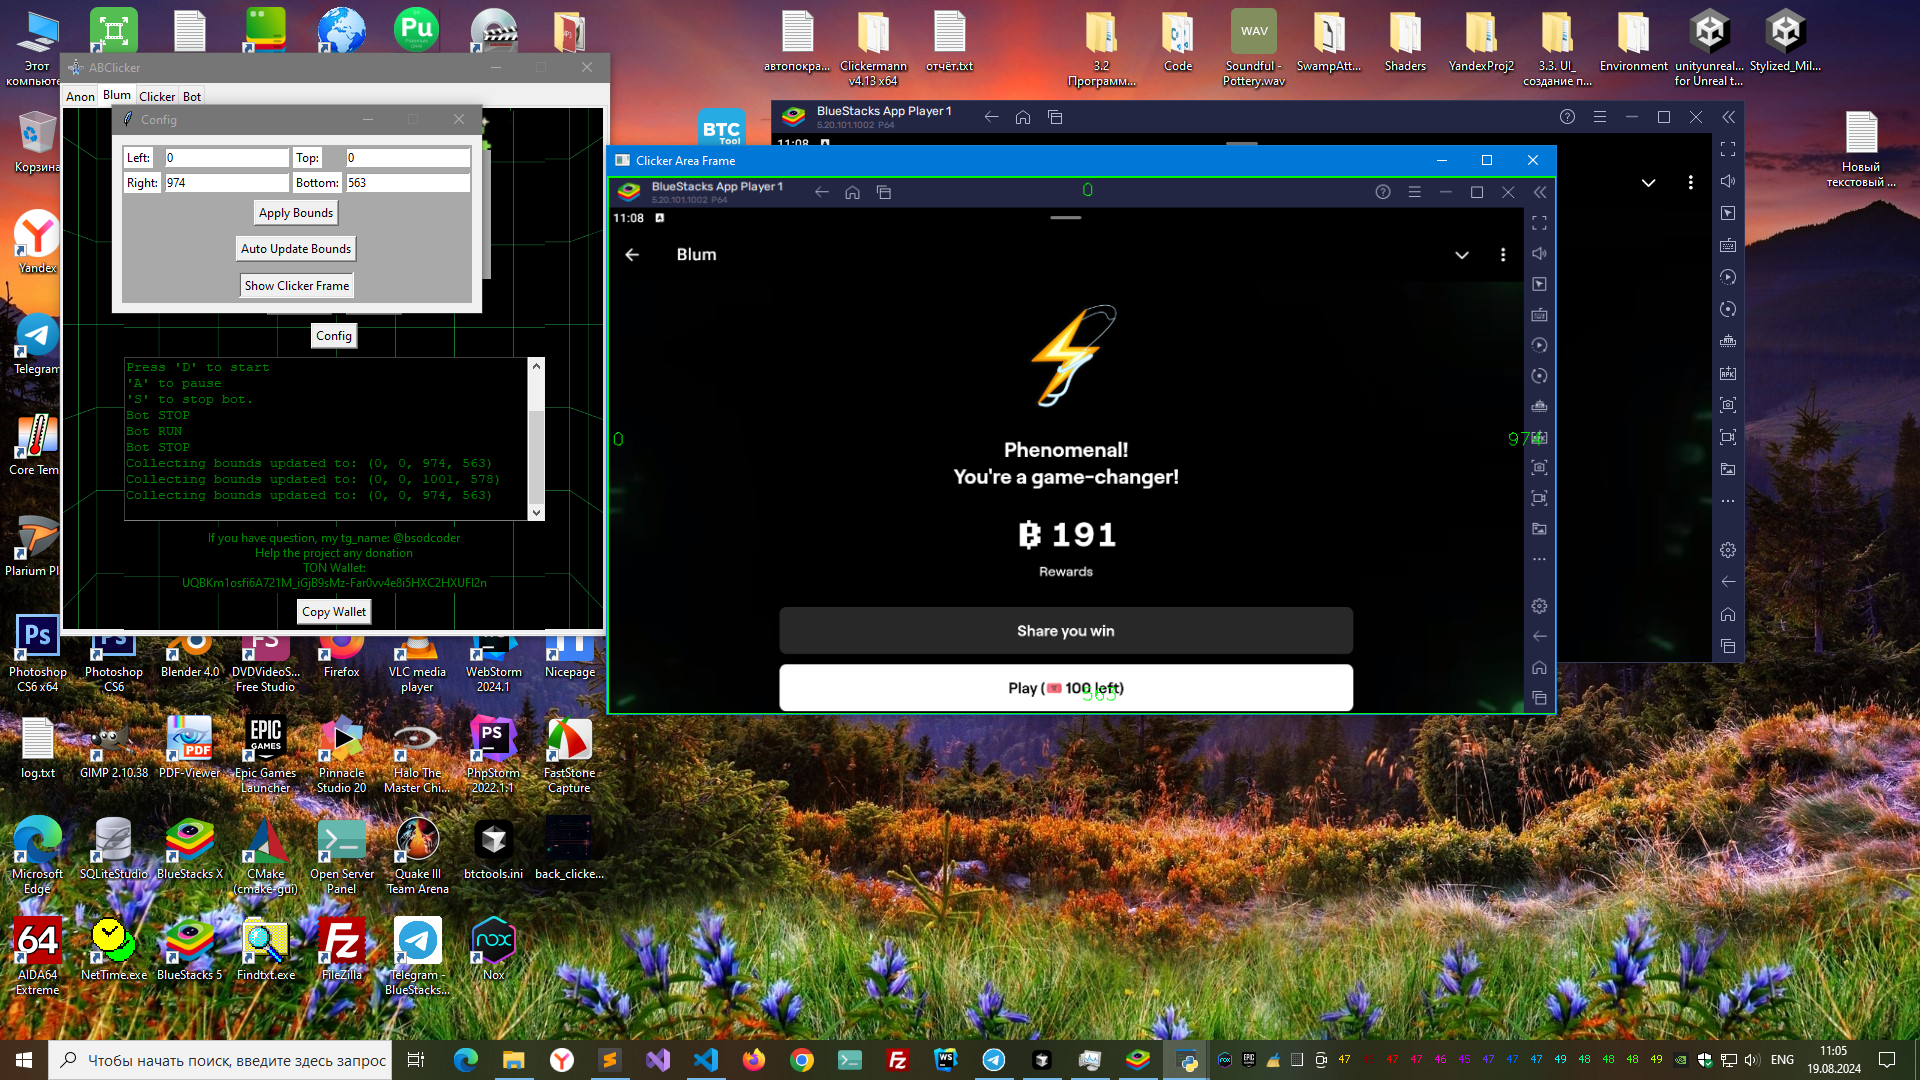 Этот
компьюте...
автопокра...
Clickermann
v4.13 x64
отчёт.txt
3.2
Программ...
Code
WAV
Soundful -
Pottery.wav
SwampAtt...
Shaders
YandexProj2
3.3. UI_
создание п...
Environment
unityunreal...
for Unreal t...
Stylized_Mil...
Pu
ABClicker
Anon
Blum
Clicker
Bot
Config
Left:
0
Top:
0
Right:
974
Bottom:
563
Apply Bounds
Auto Update Bounds
Show Clicker Frame
Config
Press 'D' to start
'A' to pause
'S' to stop bot.
Bot STOP
Bot RUN
Bot STOP
Collecting bounds updated to: (0, 0, 974, 563)
Collecting bounds updated to: (0, 0, 1001, 578)
Collecting bounds updated to: (0, 0, 974, 563)
If you have question, my tg_name: @bsodcoder
Help the project any donation
TON Wallet:
Copy Wallet
BTC
Tool
BlueStacks App Player 1
5.20.101.1002 P64
11:08
Clicker Area Frame
BlueStacks App Player 1
5.20.101.1002 P64
0
11:08
Blum
0
974
Phenomenal!
You're a game-changer!
191
Rewards
Share you win
Play (🎟 100 left)
563
Новый
текстовый ...
Корзина
Yandex
Telegram
Core Tem
Plarium Pl
Ps
Photoshop
CS6 x64
Photoshop
CS6
Blender 4.0
DVDVideoS...
Free Studio
Firefox
VLC media
player
WebStorm
2024.1
Nicepage
log.txt
GIMP 2.10.38
PDF
PDF-Viewer
EPIC
GAMES
Epic Games
Launcher
Pinnacle
Studio 20
Halo The
Master Chi...
PS
PhpStorm
2022.1.1
FastStone
Capture
Microsoft
Edge
SQLiteStudio
BlueStacks X
CMake
(cmake-gui)
Open Server
Panel
Quake III
Team Arena
btctools.ini
back_clicke...
64
AIDA64
Extreme
NetTime.exe
BlueStacks 5
Findtxt.exe
Fz
FileZilla
Telegram -
BlueStacks...
nox
Nox
Чтобы начать поиск, введите здесь запрос
47
47
47
46
45
47
47
47
49
48
48
48
49
ENG
11:05
19.08.2024